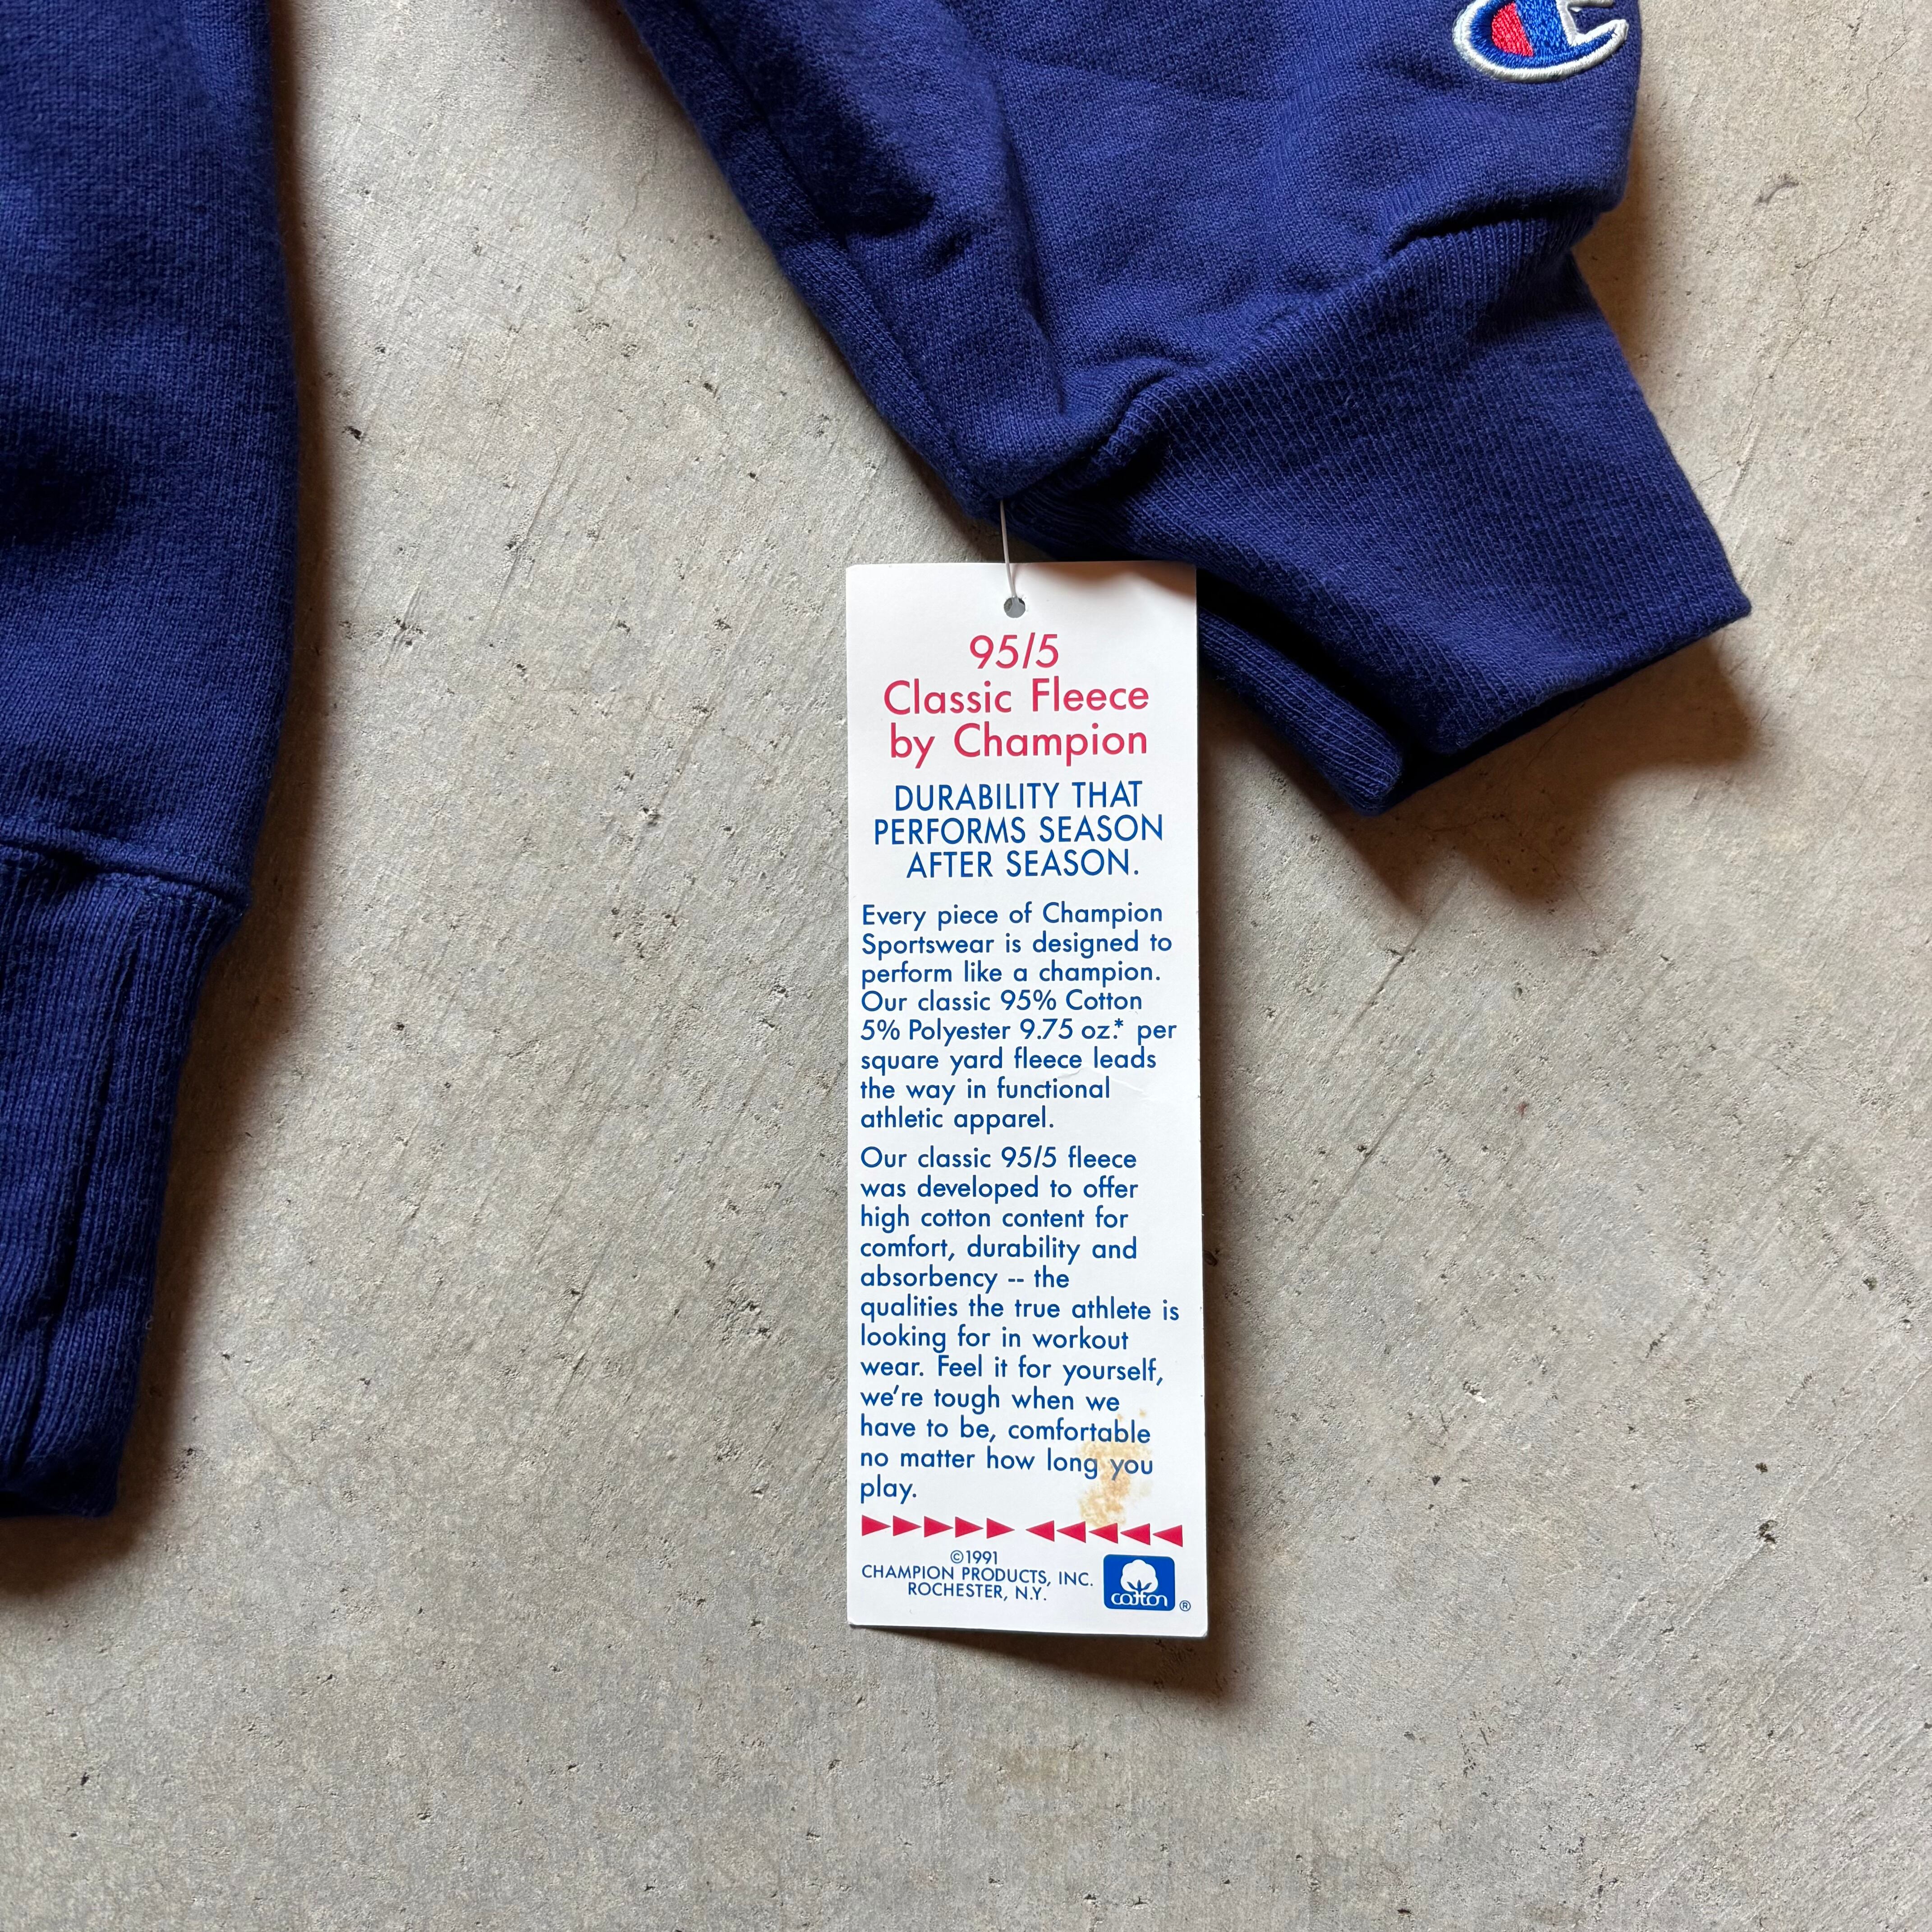 95/5
Classic Fleece
by Champion
DURABILITY THAT
PERFORMS SEASON
AFTER SEASON.
Every piece of Champion
Sportswear is designed to
perform like a champion.
Our classic 95% Cotton
5% Polyester 9.75 oz.* per
square yard fleece leads
the way in functional
athletic apparel.
Our classic 95/5 fleece
was developed to offer
high cotton content for
comfort, durability and
absorbency -- the
qualities the true athlete is
looking for in workout
wear. Feel it for yourself,
we're tough when we
have to be, comfortable
no matter how long you
play.
©1991
CHAMPION PRODUCTS, INC.
ROCHESTER, N.Y.
cotton ®